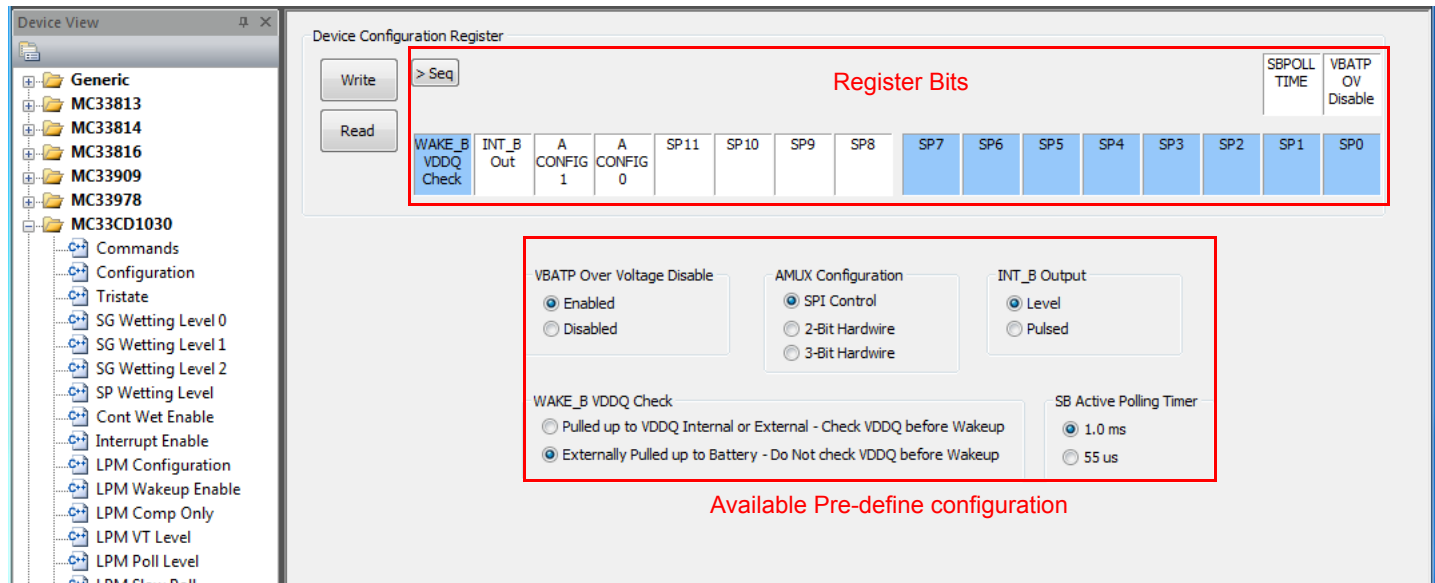 Device View
Generic
MC33813
MC33814
MC33816
MC33909
MC33978
MC33CD1030
Commands
Configuration
Tristate
SG Wetting Level 0
SG Wetting Level 1
SG Wetting Level 2
SP Wetting Level
Cont Wet Enable
Interrupt Enable
LPM Configuration
LPM Wakeup Enable
LPM Comp Only
LPM VT Level
LPM Poll Level
LPM Slow Poll
Device Configuration Register
Write
Read
> Seq
Register Bits
SBPOLL
TIME
VBATP
OV
Disable
WAKE_B
VDDQ
Check
INT_B
Out
A
CONFIG
1
A
CONFIG
0
SP11
SP10
SP9
SP8
SP7
SP6
SP5
SP4
SP3
SP2
SP1
SP0
VBATP Over Voltage Disable
Enabled
Disabled
AMUX Configuration
SPI Control
2-Bit Hardwire
3-Bit Hardwire
INT_B Output
Level
Pulsed
WAKE_B VDDQ Check
Pulled up to VDDQ Internal or External - Check VDDQ before Wakeup
Externally Pulled up to Battery - Do Not check VDDQ before Wakeup
SB Active Polling Timer
1.0 ms
55 us
Available Pre-define configuration